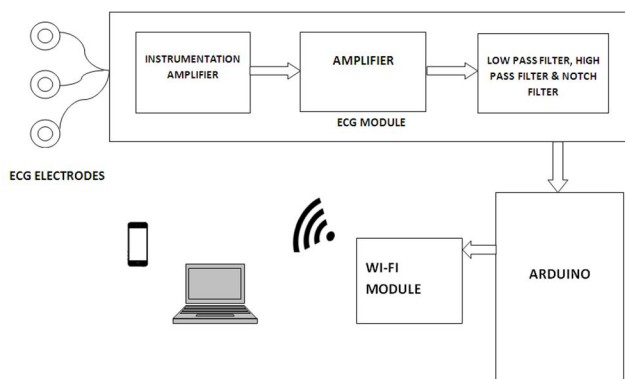 INSTRUMENTATION
AMPLIFIER
AMPLIFIER
LOW PASS FILTER, HIGH
PASS FILTER & NOTCH
FILTER
ECG MODULE
ECG ELECTRODES
WI-FI
MODULE
ARDUINO